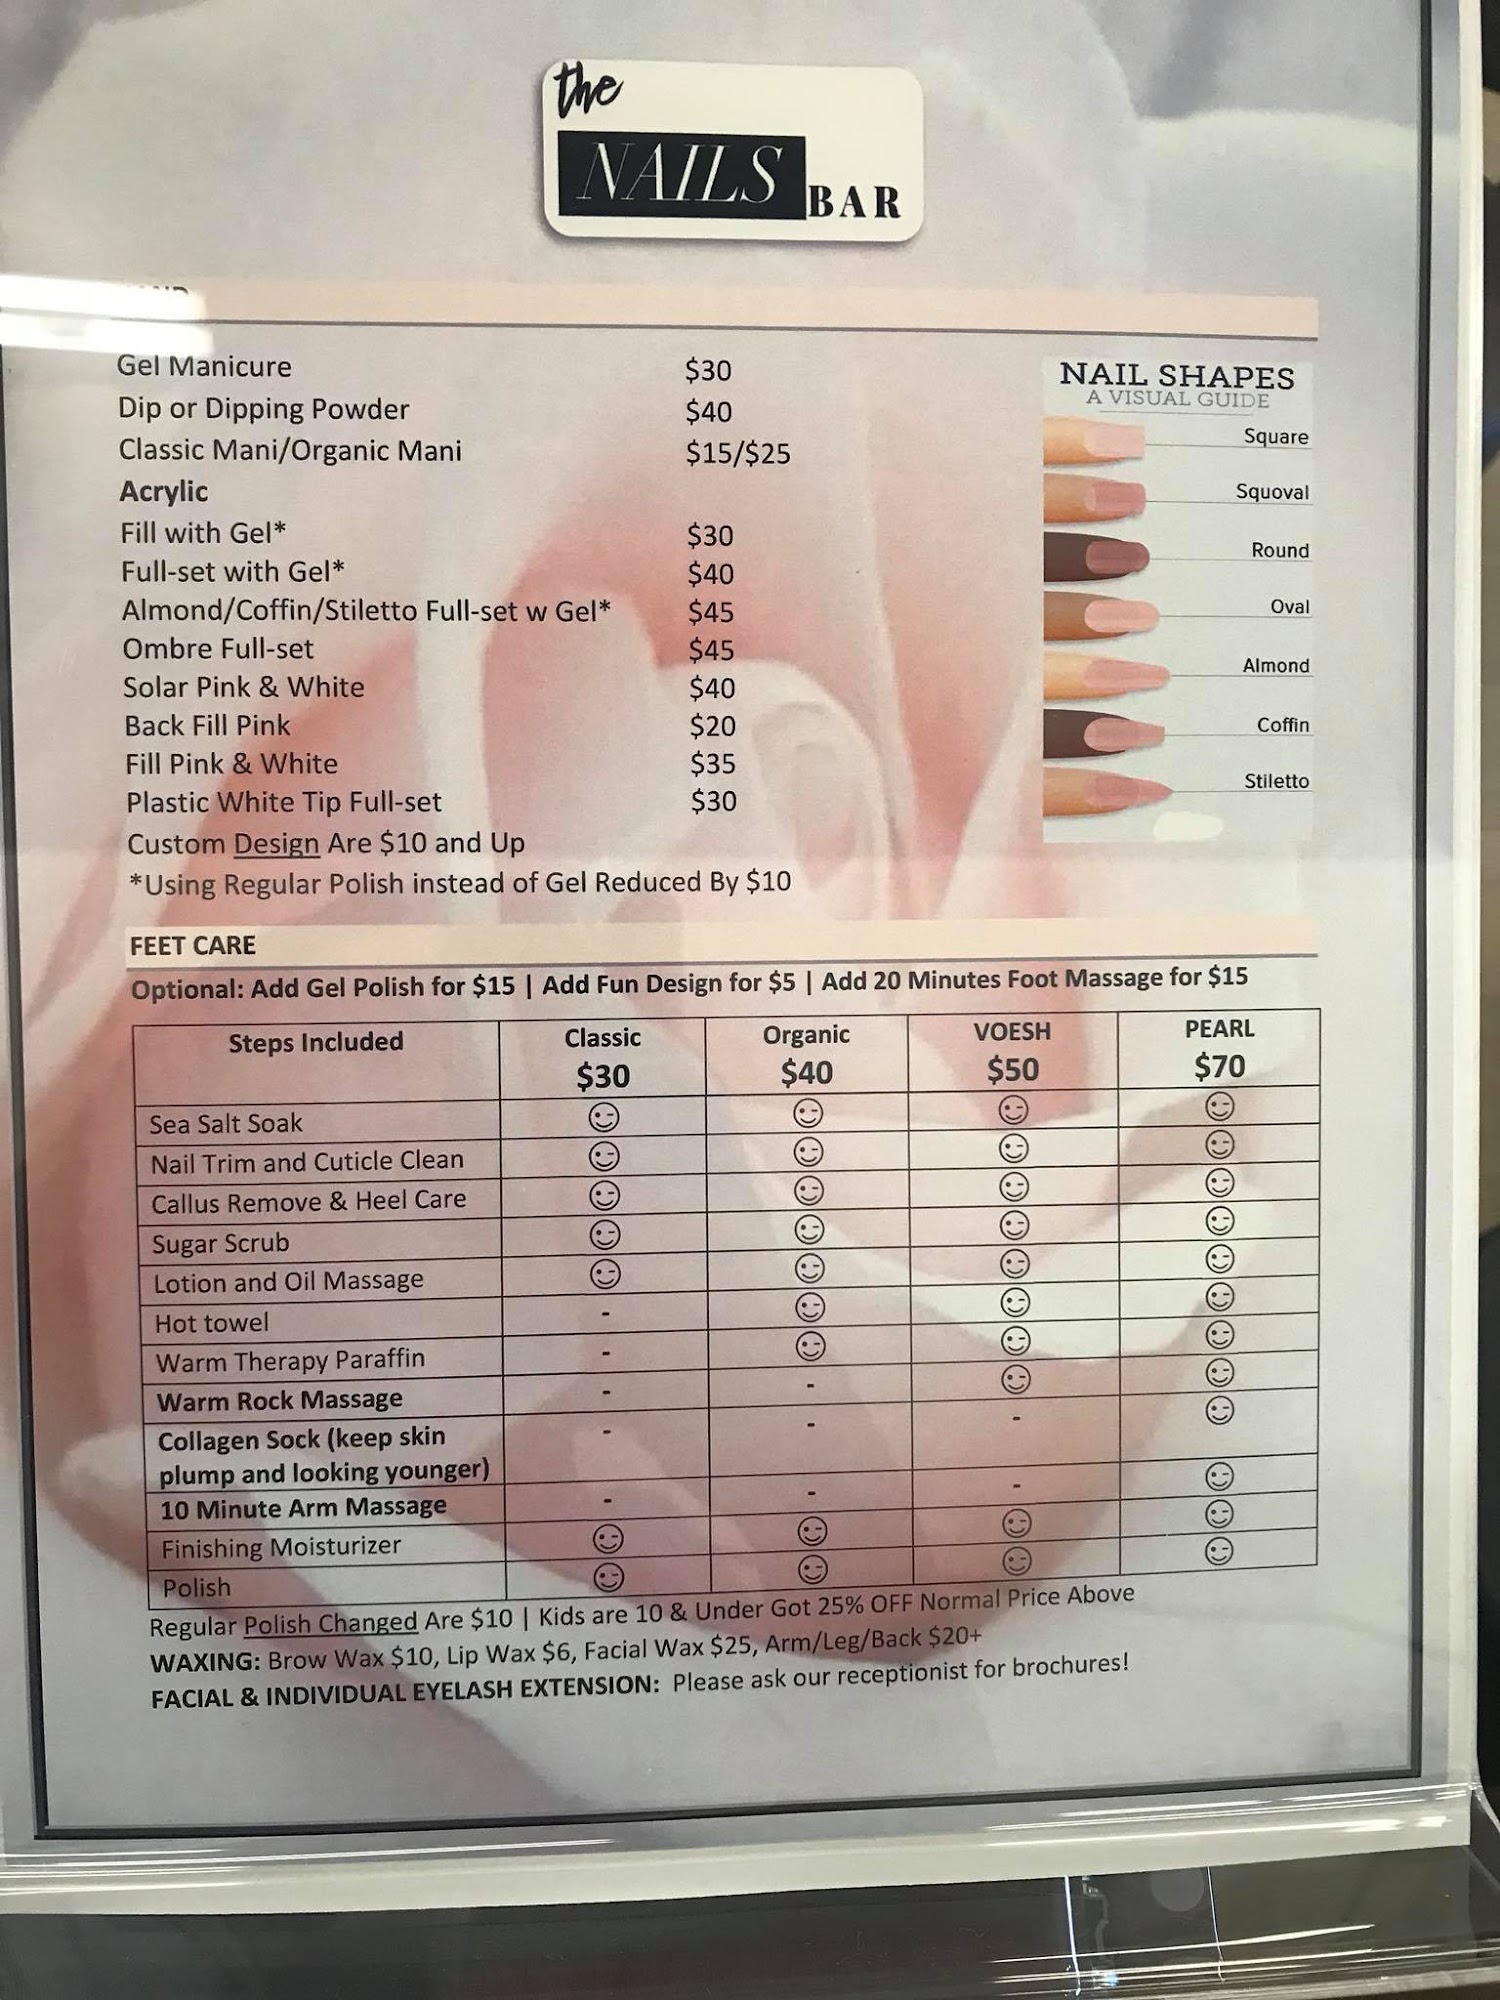 the
NAILS BAR
Gel Manicure $30
Dip or Dipping Powder $40
Classic Mani/Organic Mani $15/$25
Acrylic
Fill with Gel* $30
Full-set with Gel* $40
Almond/Coffin/Stiletto Full-set w Gel* $45
Ombre Full-set $45
Solar Pink & White $40
Back Fill Pink $20
Fill Pink & White $35
Plastic White Tip Full-set $30
Custom Design Are $10 and Up
*Using Regular Polish instead of Gel Reduced By $10
NAIL SHAPES
A VISUAL GUIDE
Square
Squoval
Round
Oval
Almond
Coffin
Stiletto
FEET CARE
Optional: Add Gel Polish for $15 | Add Fun Design for $5 | Add 20 Minutes Foot Massage for $15
Steps Included Classic Organic VOESH PEARL
$30 $40 $50 $70
Sea Salt Soak
Nail Trim and Cuticle Clean
Callus Remove & Heel Care
Sugar Scrub
Lotion and Oil Massage
Hot towel -
Warm Therapy Paraffin -
Warm Rock Massage - -
Collagen Sock (keep skin - - -
plump and looking younger)
10 Minute Arm Massage - - -
Finishing Moisturizer
Polish
Regular Polish Changed Are $10 | Kids are 10 & Under Got 25% OFF Normal Price Above
WAXING: Brow Wax $10, Lip Wax $6, Facial Wax $25, Arm/Leg/Back $20+
FACIAL & INDIVIDUAL EYELASH EXTENSION: Please ask our receptionist for brochures!